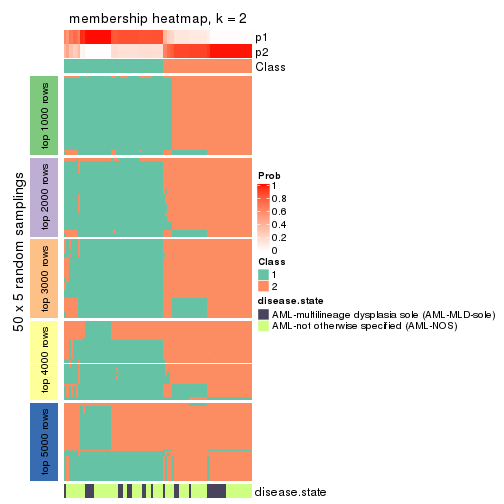 membership heatmap, k = 2
p1
p2
Class
50 x 5 random samplings
top 1000 rows
top 2000 rows
top 3000 rows
top 4000 rows
top 5000 rows
Prob
1
0.8
0.6
0.4
0.2
0
Class
1
2
disease.state
AML-multilineage dysplasia sole (AML-MLD-sole)
AML-not otherwise specified (AML-NOS)
disease.state